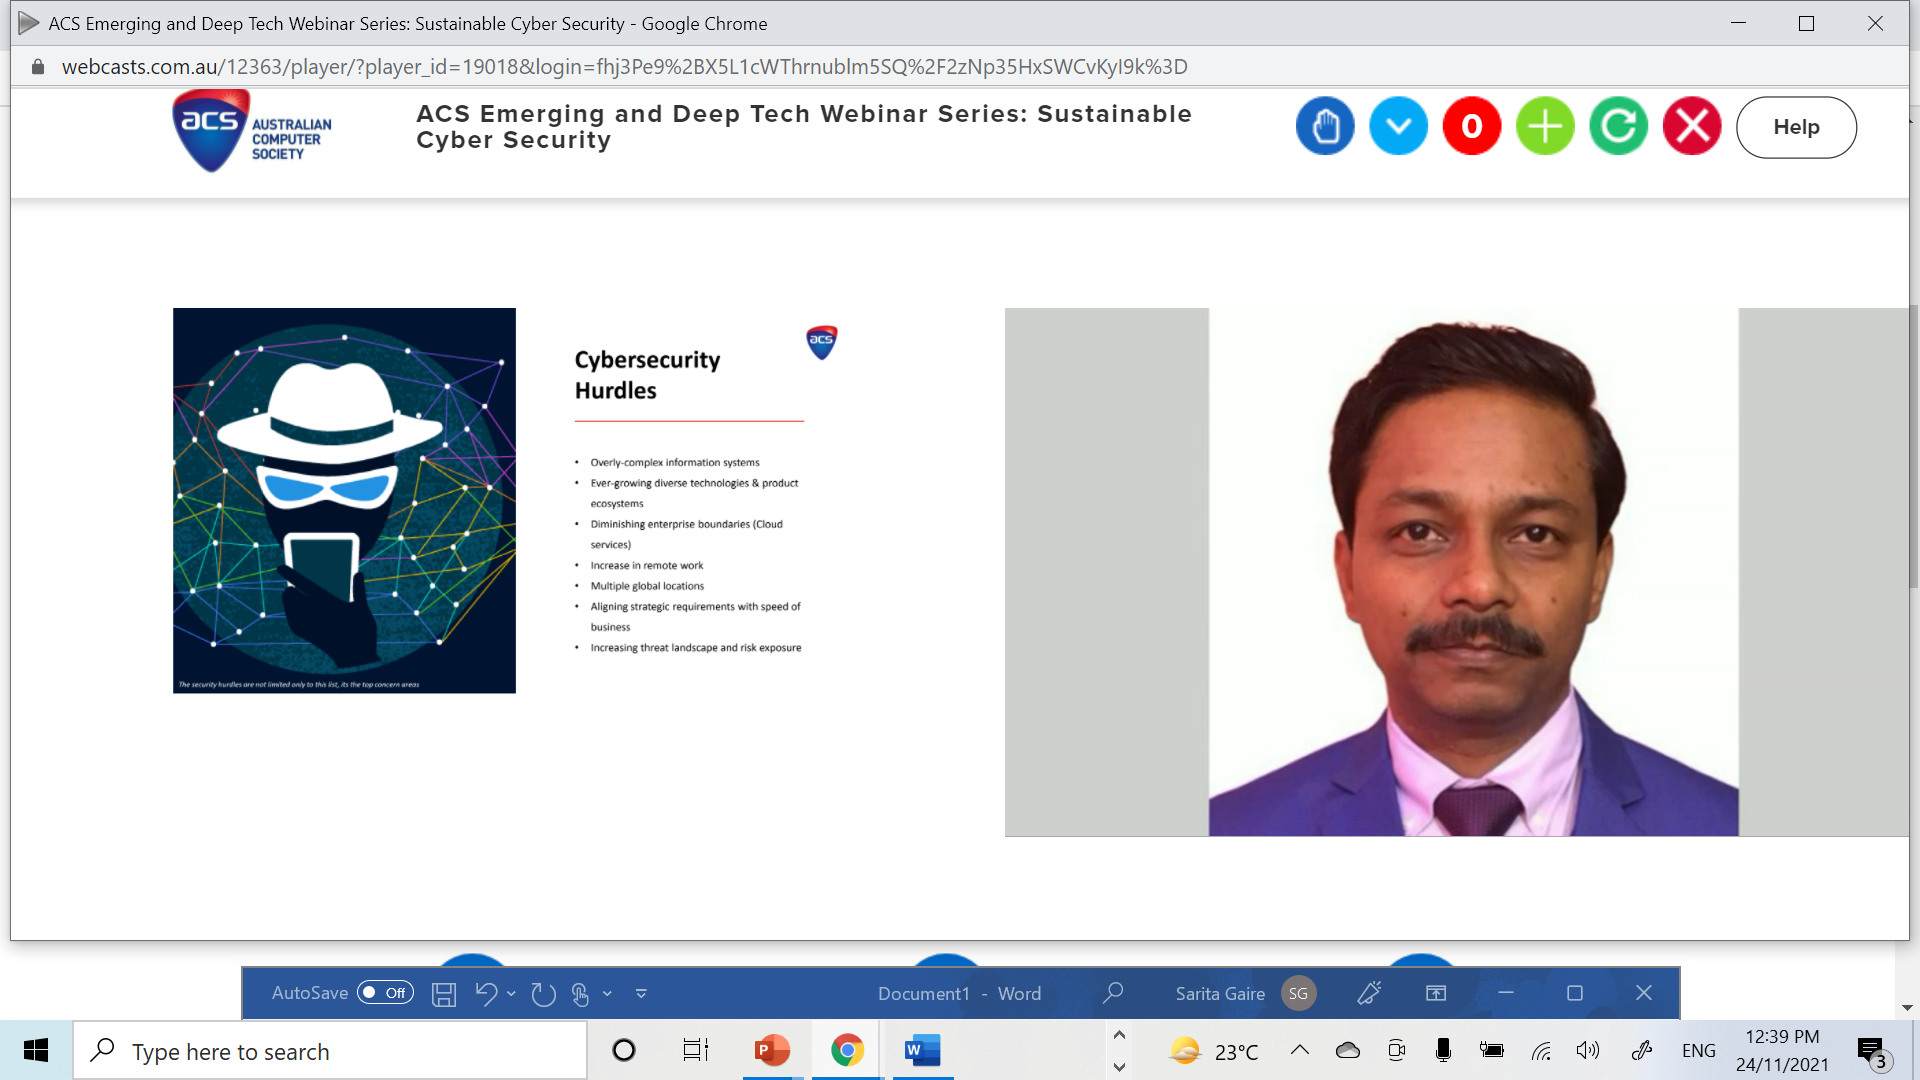 ACS Emerging and Deep Tech Webinar Series: Sustainable Cyber Security - Google Chrome
webcasts.com.au/12363/player/?player_id=19018&login=fhj3Pe9%2BX5L1cWThrnublm5SQ%2F2zNp35HxSWCvKyI9k%3D
acs
AUSTRALIAN
COMPUTER
SOCIETY
ACS Emerging and Deep Tech Webinar Series: Sustainable
Cyber Security
0
Help
acs
Cybersecurity
Hurdles
• Overly-complex information systems
• Ever-growing diverse technologies & product
ecosystems
• Diminishing enterprise boundaries (Cloud
services)
• Increase in remote work
• Multiple global locations
• Aligning strategic requirements with speed of
business
• Increasing threat landscape and risk exposure
The security hurdles are not limited only to this list, its the top concern areas
AutoSave Off
Document1 - Word
Sarita Gaire SG
Type here to search
P
W
23°C
ENG
12:39 PM
24/11/2021
3